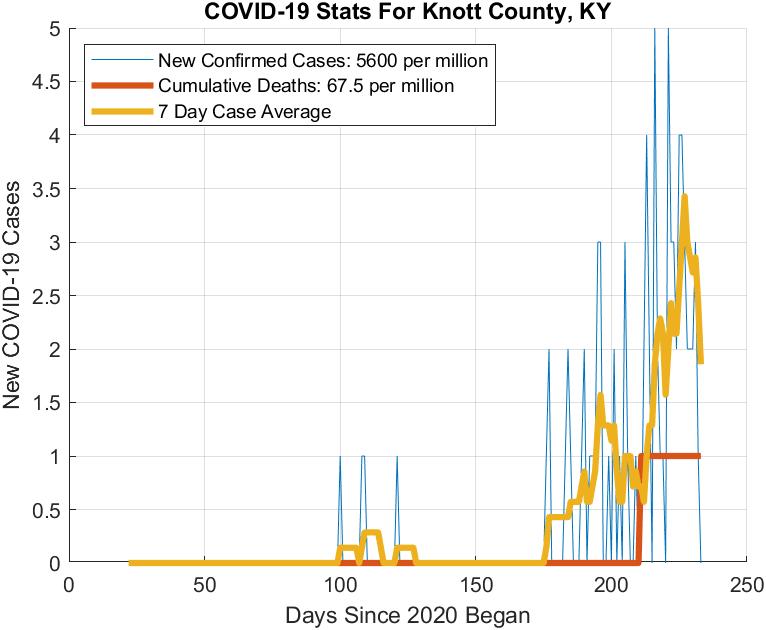 COVID-19 Stats For Knott County, KY
New Confirmed Cases: 5600 per million
Cumulative Deaths: 67.5 per million
7 Day Case Average
New COVID-19 Cases
5
4.5
4
3.5
3
2.5
2
1.5
1
0.5
0
0 50 100 150 200 250
Days Since 2020 Began